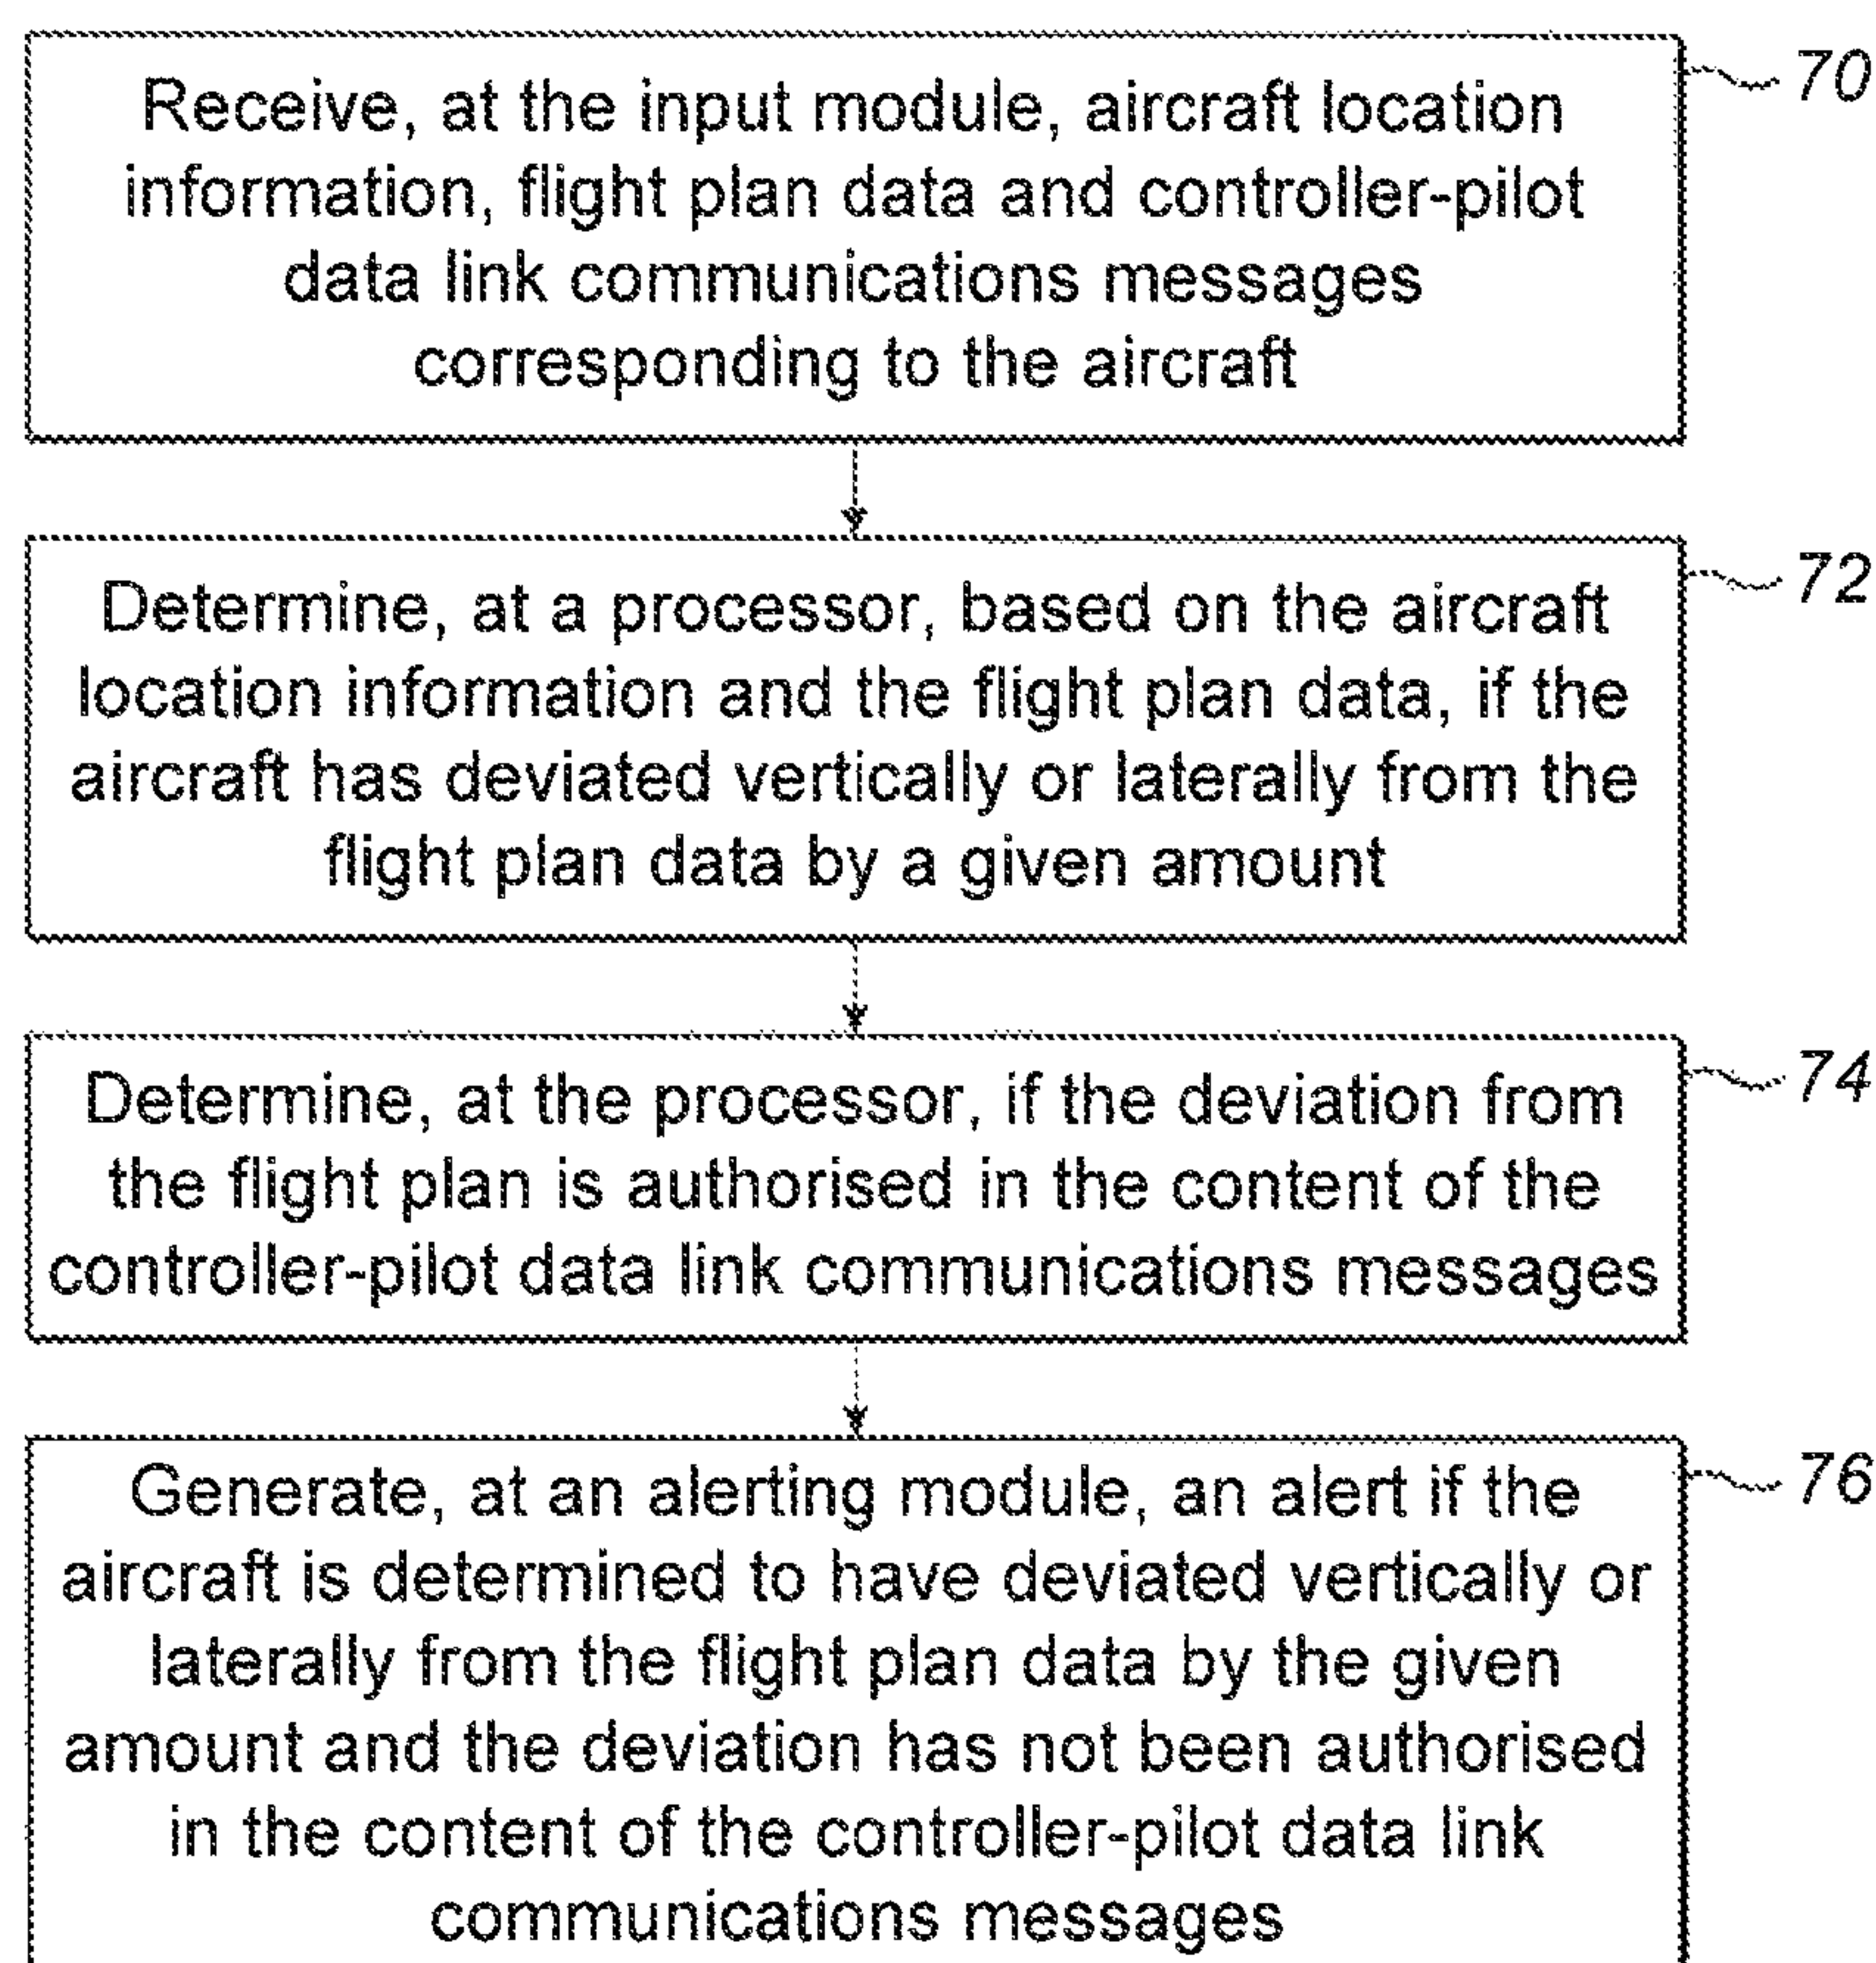 Receive, at the input module, aircraft location
information, flight plan data and controller-pilot
data link communications messages
corresponding to the aircraft
70
Determine, at a processor, based on the aircraft
location information and the flight plan data, if the
aircraft has deviated vertically or laterally from the
flight plan data by a given amount
72
Determine, at the processor, if the deviation from
the flight plan is authorised in the content of the
controller-pilot data link communications messages
74
Generate, at an alerting module, an alert if the
aircraft is determined to have deviated vertically or
laterally from the flight plan data by the given
amount and the deviation has not been authorised
in the content of the controller-pilot data link
communications messages
76